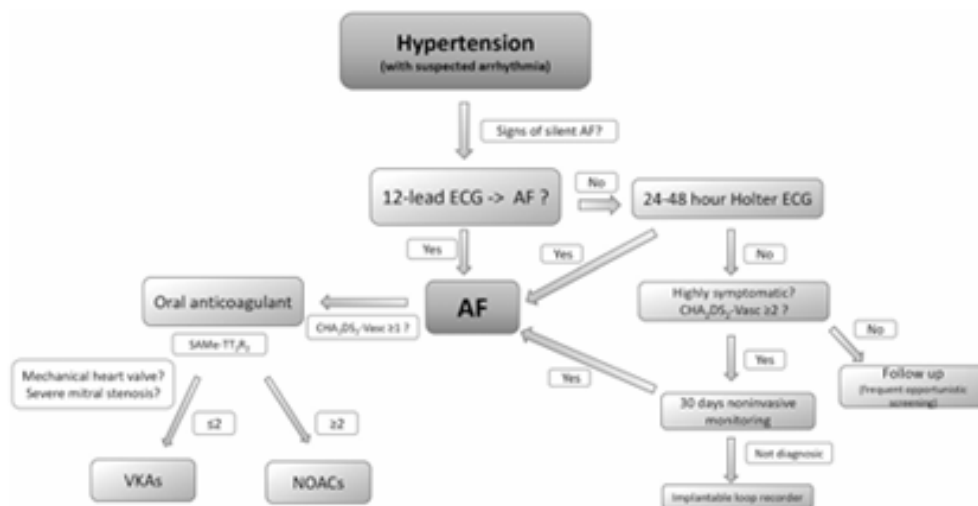 Hypertension
(with suspected arrhythmia)
Signs of silent AF?
12-lead ECG -> AF ?
No
24-48 hour Holter ECG
Yes
Yes
No
Oral anticoagulant
AF
Highly symptomatic?
CHA₂DS₂-Vasc ≥2 ?
CHA₂DS₂-Vasc ≥1 ?
SAMe-TT₂R₂
No
Mechanical heart valve?
Severe mitral stenosis?
Yes
Yes
Follow up
(frequent opportunistic
screening)
30 days noninvasive
monitoring
≤2
≥2
Not diagnostic
VKAs
NOACs
Implantable loop recorder